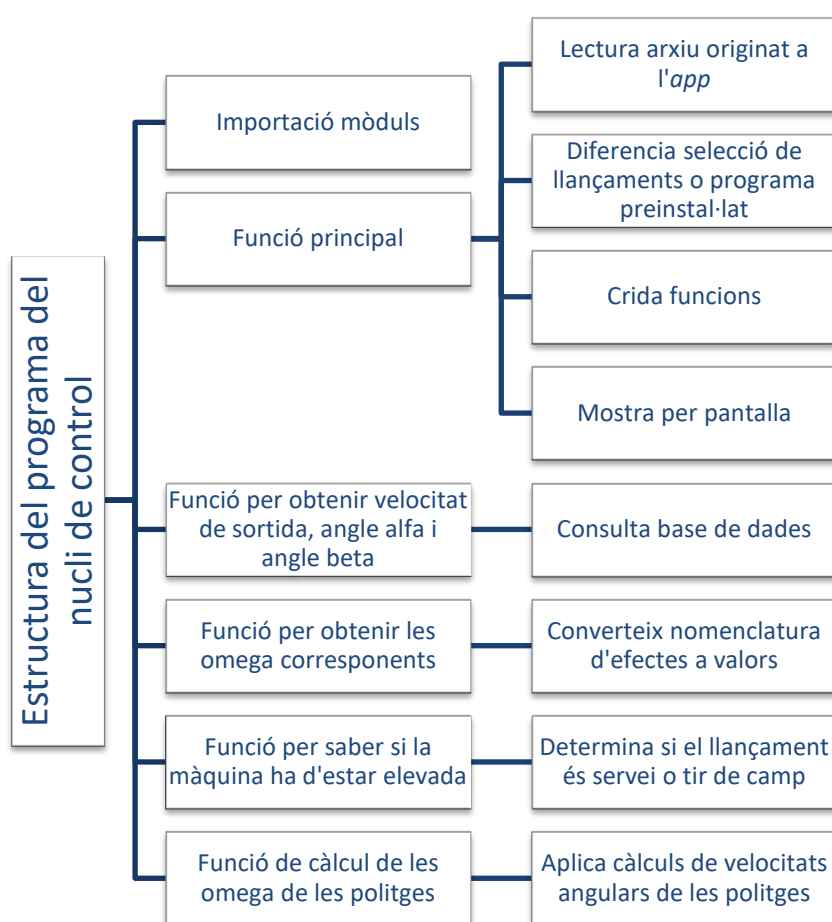 Estructura del programa del
nucli de control
Importació mòduls
Funció principal
Lectura arxiu originat a
l'app
Diferencia selecció de
llançaments o programa
preinstal·lat
Crida funcions
Mostra per pantalla
Funció per obtenir velocitat
de sortida, angle alfa i
angle beta
Consulta base de dades
Funció per obtenir les
omega corresponents
Converteix nomenclatura
d'efectes a valors
Funció per saber si la
màquina ha d'estar elevada
Determina si el llançament
és servei o tir de camp
Funció de càlcul de les
omega de les politges
Aplica càlculs de velocitats
angulars de les politges